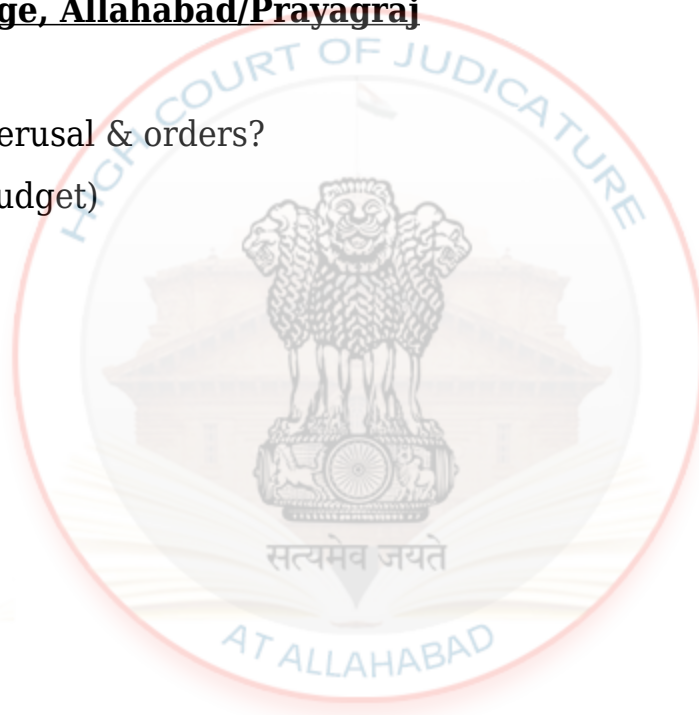 ge, Allahabad/Prayagraj
HIGH COURT OF JUDICATURE
erusal & orders?
udget)
सत्यमेव जयते
AT ALLAHABAD